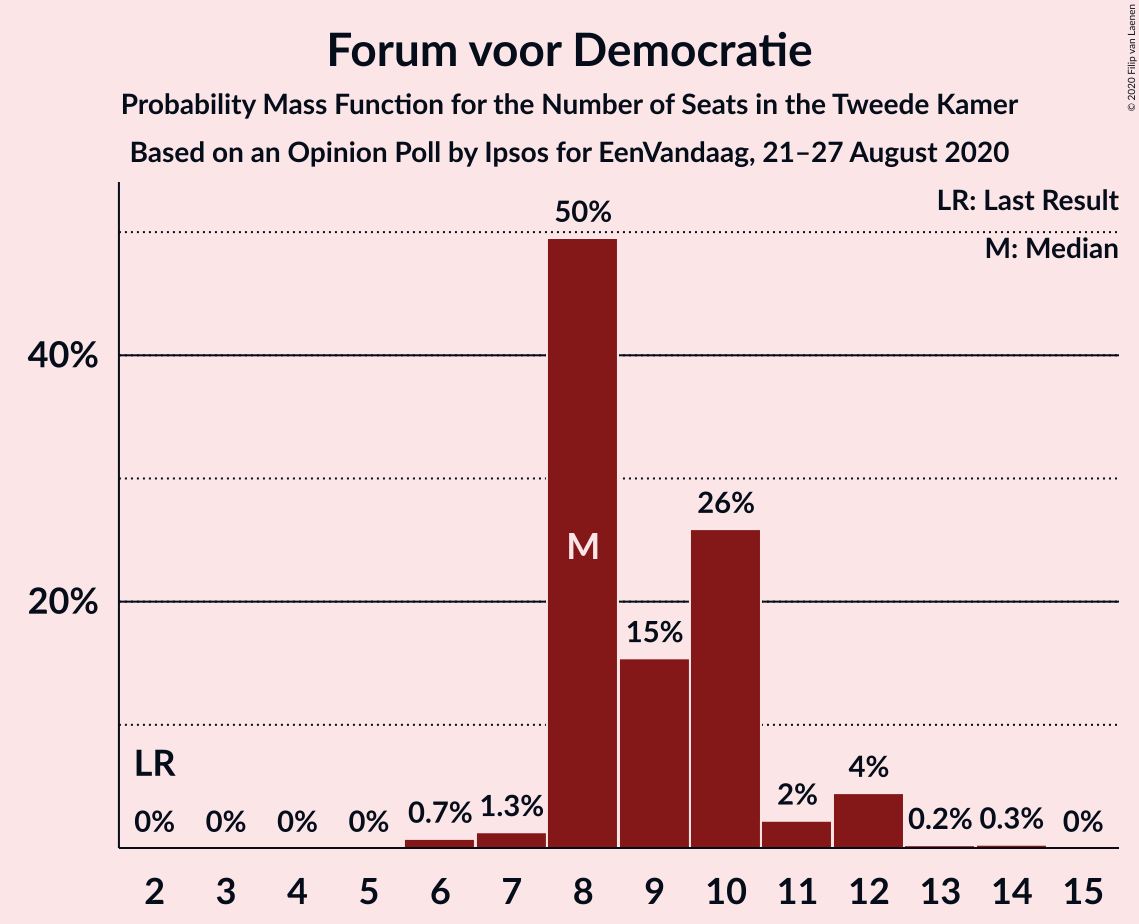 Forum voor Democratie
Probability Mass Function for the Number of Seats in the Tweede Kamer
Based on an Opinion Poll by Ipsos for EenVandaag, 21–27 August 2020
© 2020 Filip van Laenen
LR: Last Result
M: Median
50%
40%
26%
M
20%
15%
LR
4%
2%
0% 0% 0% 0% 0.7% 1.3% 0.2% 0.3% 0%
2 3 4 5 6 7 8 9 10 11 12 13 14 15